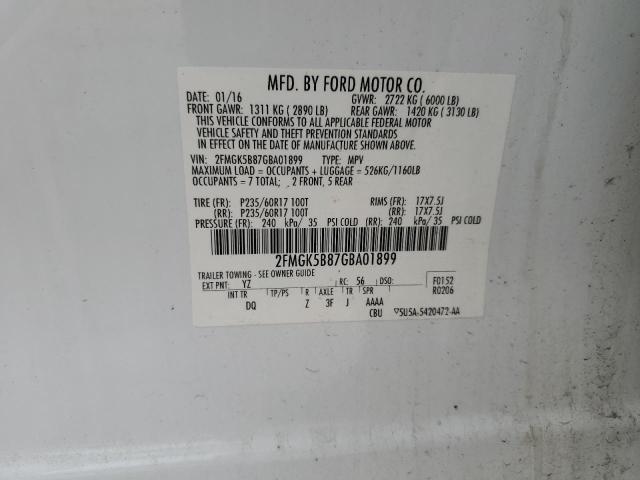 MFD. BY FORD MOTOR CO.
DATE: 01/16 GVWR: 2722 KG ( 6000 LB)
FRONT GAWR: 1311 KG ( 2890 LB) REAR GAWR: 1420 KG ( 3130 LB)
THIS VEHICLE CONFORMS TO ALL APPLICABLE FEDERAL MOTOR
VEHICLE SAFETY AND THEFT PREVENTION STANDARDS
IN EFFECT ON THE DATE OF MANUFACTURE SHOWN ABOVE.
VIN: 2FMGK5B87GBA01899 TYPE: MPV
MAXIMUM LOAD = OCCUPANTS + LUGGAGE = 526KG/1160LB
OCCUPANTS = 7 TOTAL; 2 FRONT, 5 REAR
TIRE (FR): P235/60R17 100T RIMS (FR): 17X7.5J
(RR): P235/60R17 100T (RR): 17X7.5J
PRESSURE (FR): 240 kPa/ 35 PSI COLD (RR): 240 kPa/ 35 PSI COLD
2FMGK5B87GBA01899
TRAILER TOWING - SEE OWNER GUIDE
EXT PNT: YZ RC: 56 DSO: F0152
INT TR TP/PS R AXLE TR SPR R0206
DQ Z 3F J AAAA
CBU ▽5U5A-5420472-AA